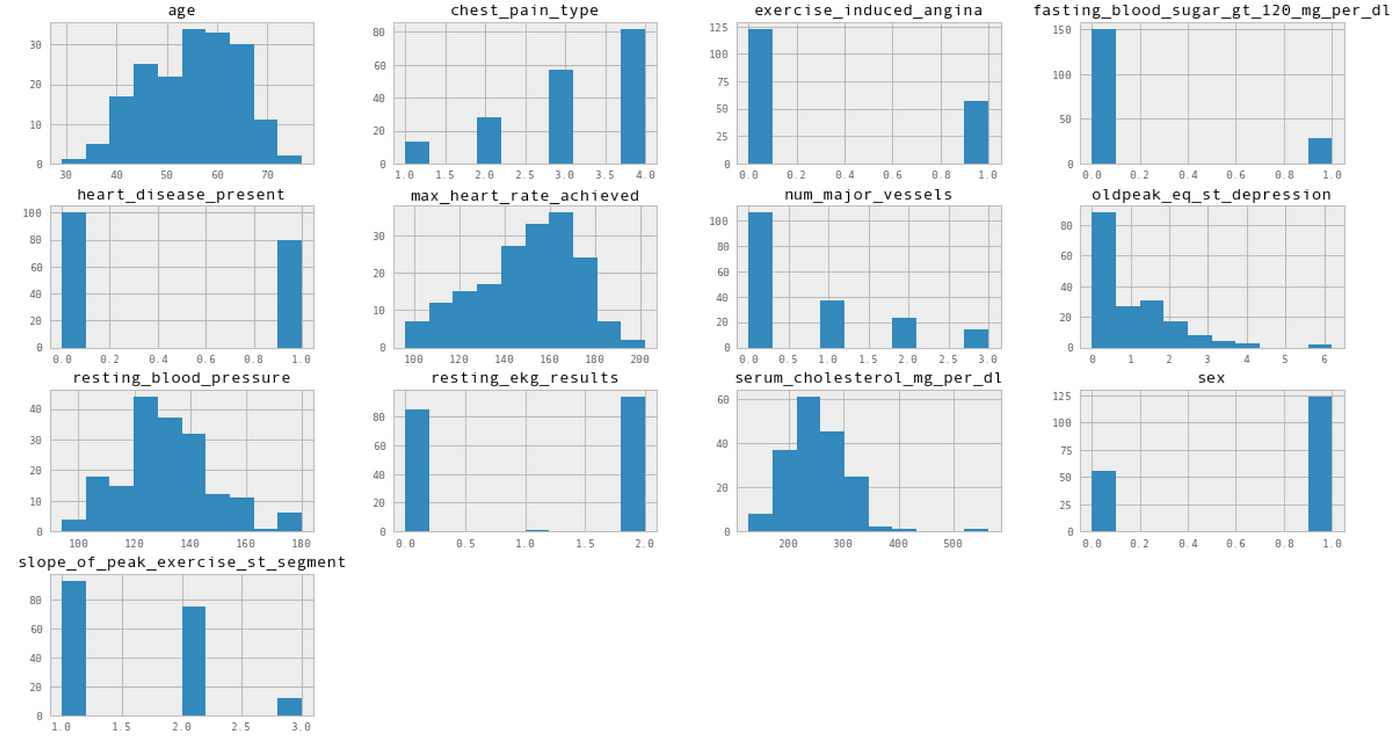 age
30
20
10
0
30 40 50 60 70
chest_pain_type
80
60
40
20
0
1.0 1.5 2.0 2.5 3.0 3.5 4.0
exercise_induced_angina
125
100
75
50
25
0
0.0 0.2 0.4 0.6 0.8 1.0
fasting_blood_sugar_gt_120_mg_per_dl
150
100
50
0
0.0 0.2 0.4 0.6 0.8 1.0
heart_disease_present
100
80
60
40
20
0
0.0 0.2 0.4 0.6 0.8 1.0
max_heart_rate_achieved
30
20
10
0
100 120 140 160 180 200
num_major_vessels
100
80
60
40
20
0
0.0 0.5 1.0 1.5 2.0 2.5 3.0
oldpeak_eq_st_depression
80
60
40
20
0
0 1 2 3 4 5 6
resting_blood_pressure
40
30
20
10
0
100 120 140 160 180
resting_ekg_results
80
60
40
20
0
0.0 0.5 1.0 1.5 2.0
serum_cholesterol_mg_per_dl
60
40
20
0
200 300 400 500
sex
125
100
75
50
25
0
0.0 0.2 0.4 0.6 0.8 1.0
slope_of_peak_exercise_st_segment
80
60
40
20
0
1.0 1.5 2.0 2.5 3.0